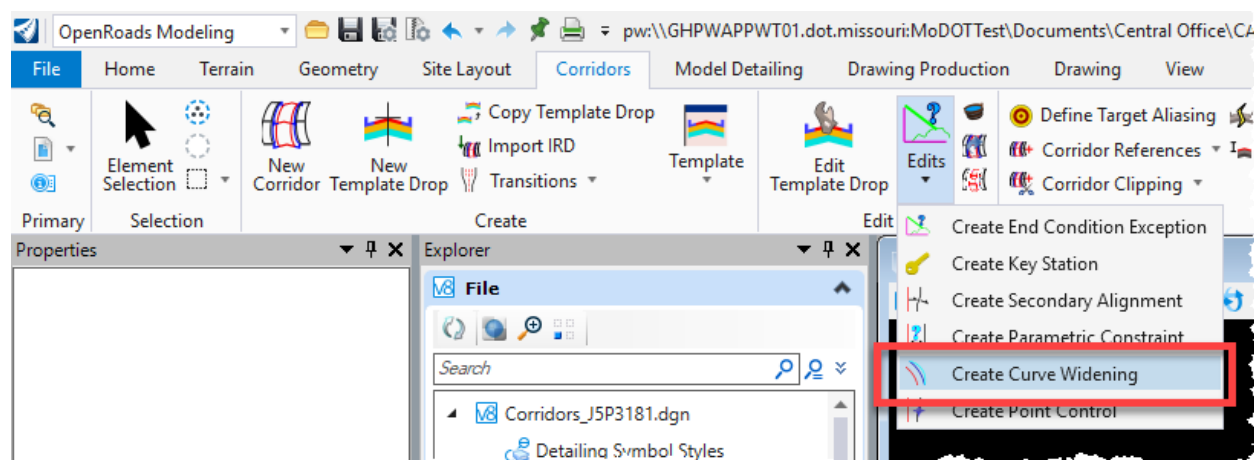 OpenRoads Modeling pw:\\GHPWAPPWT01.dot.missouri:MoDOTTest\Documents\Central Office\CA
File Home Terrain Geometry Site Layout Corridors Model Detailing Drawing Production Drawing View
Element Selection
New Corridor
New Template Drop
Copy Template Drop
Import IRD
Transitions
Template
Edit Template Drop
Edits
Define Target Aliasing
Corridor References
Corridor Clipping
Primary Selection Create Edit
Create End Condition Exception
Create Key Station
Create Secondary Alignment
Create Parametric Constraint
Create Curve Widening
Create Point Control
Properties
Explorer
File
Search
Corridors_J5P3181.dgn
Detailing Symbol Styles